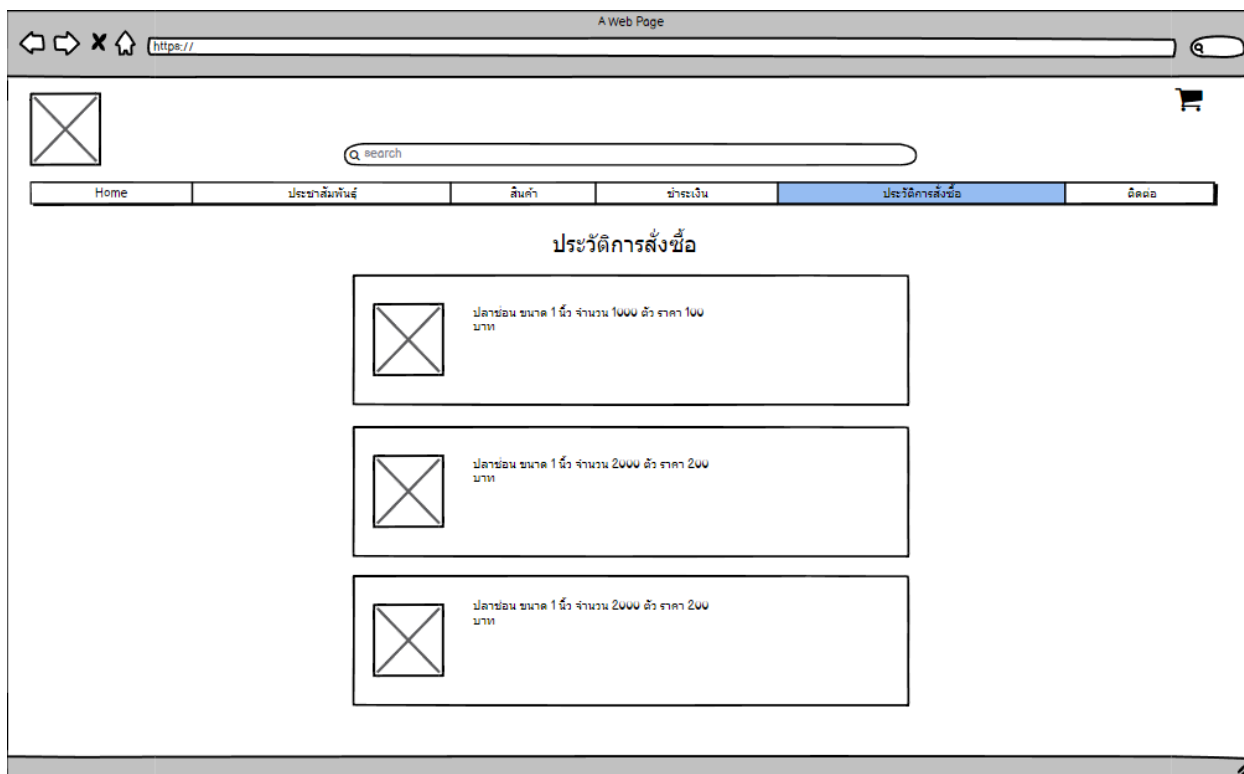 A Web Page
https://
search
Home ประชาสัมพันธุ์ สินค้า ชำระเงิน ประวัติการสั่งซื้อ ติดต่อ
ประวัติการสั่งซื้อ
ปลาช่อน ขนาด 1 นิ้ว จำนวน 1000 ตัว ราคา 100
บาท
ปลาช่อน ขนาด 1 นิ้ว จำนวน 2000 ตัว ราคา 200
บาท
ปลาช่อน ขนาด 1 นิ้ว จำนวน 2000 ตัว ราคา 200
บาท